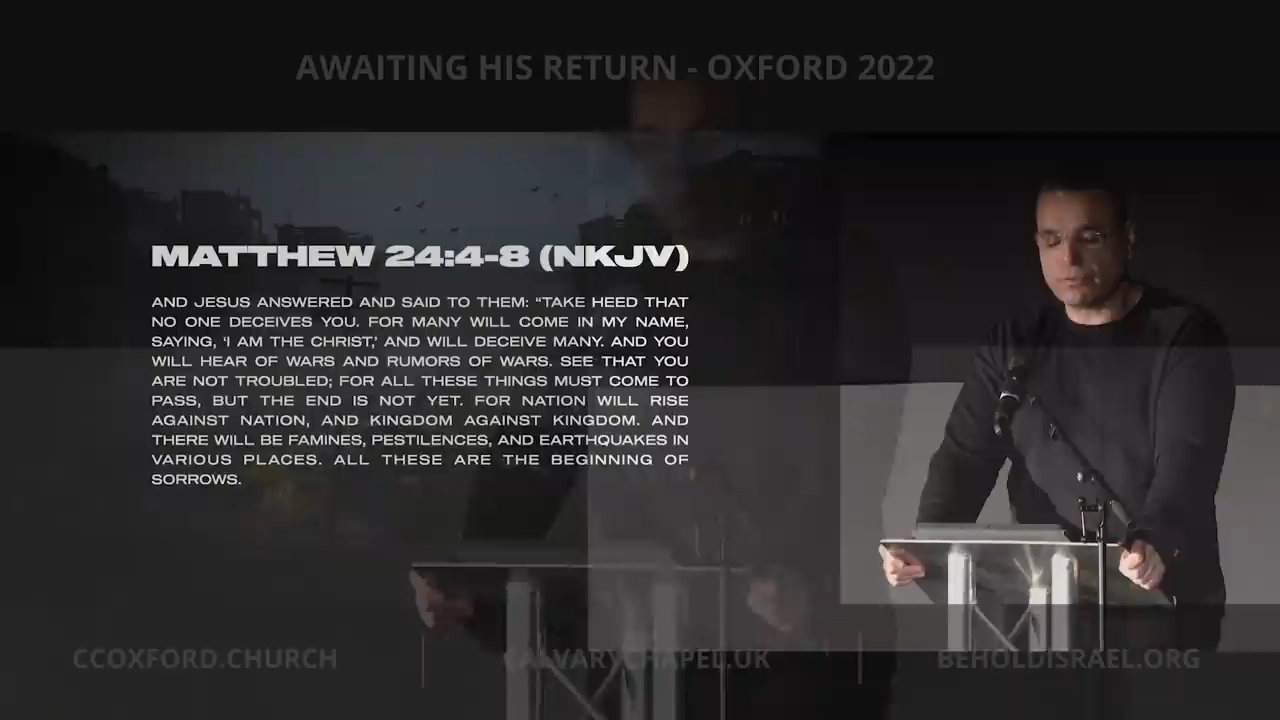 AWAITING HIS RETURN - OXFORD 2022
MATTHEW 24:4-8 (NKJV)
AND JESUS ANSWERED AND SAID TO THEM: “TAKE HEED THAT
NO ONE DECEIVES YOU. FOR MANY WILL COME IN MY NAME,
SAYING, ‘I AM THE CHRIST,’ AND WILL DECEIVE MANY. AND YOU
WILL HEAR OF WARS AND RUMORS OF WARS. SEE THAT YOU
ARE NOT TROUBLED; FOR ALL THESE THINGS MUST COME TO
PASS, BUT THE END IS NOT YET. FOR NATION WILL RISE
AGAINST NATION, AND KINGDOM AGAINST KINGDOM. AND
THERE WILL BE FAMINES, PESTILENCES, AND EARTHQUAKES IN
VARIOUS PLACES. ALL THESE ARE THE BEGINNING OF
SORROWS.
CCOXFORD.CHURCH
CALVARYCHAPEL.UK
BEHOLDISRAEL.ORG